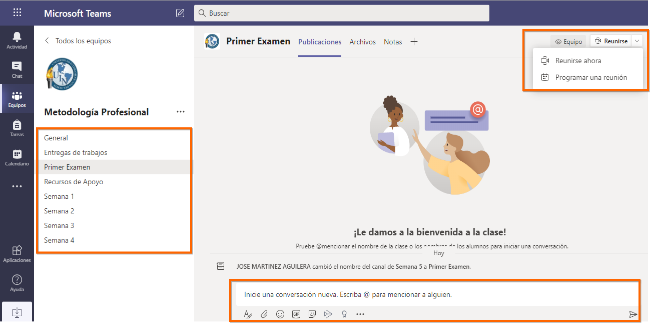 Microsoft Teams
Buscar
Actividad
Chat
Equipos
Tareas
Calendario
Aplicaciones
Ayuda
Todos los equipos
Metodología Profesional
General
Entregas de trabajos
Primer Examen
Recursos de Apoyo
Semana 1
Semana 2
Semana 3
Semana 4
Primer Examen Publicaciones Archivos Notas
Equipo Reunirse
Reunirse ahora
Programar una reunión
@
¡Le damos a la bienvenida a la clase!
Pruebe @mencionar el nombre de la clase o los de los alumnos para iniciar una conversación.
Hoy
JOSE MARTINEZ AGUILERA cambió el nombre del canal de Semana 5 a Primer Examen.
Inicie una conversación nueva. Escriba @ para mencionar a alguien.